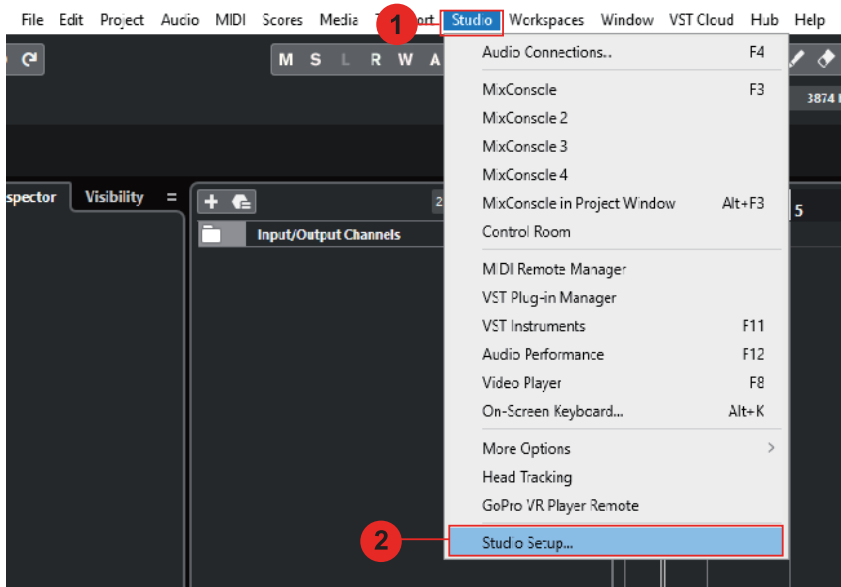 File Edit Project Audio MIDI Scores Media Studio Workspaces Window VST Cloud Hub Help
1
M S L R W A
3874
Audio Connections... F4
MixConsole F3
MixConsole 2
MixConsole 3
MixConsole 4
MixConsole in Project Window Alt+F3
Control Room
MIDI Remote Manager
VST Plug-in Manager
VST Instruments F11
Audio Performance F12
Video Player F8
On-Screen Keyboard... Alt+K
More Options >
Head Tracking
GoPro VR Player Remote
Studio Setup...
2
spector Visibility =
2
5
Input/Output Channels